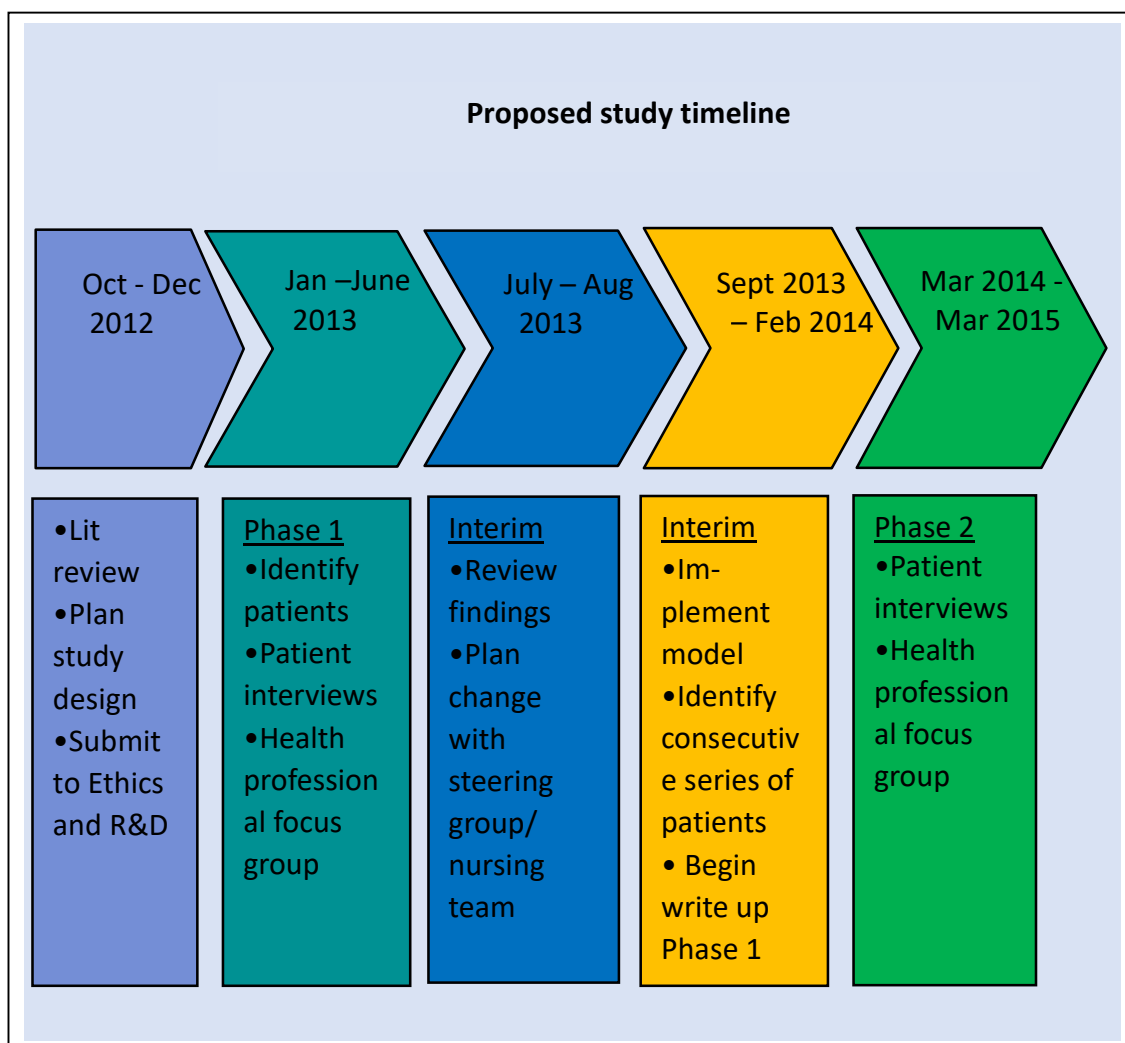 Proposed study timeline
Oct - Dec
2012
Jan –June
2013
July – Aug
2013
Sept 2013
– Feb 2014
Mar 2014 -
Mar 2015
•Lit
review
•Plan
study
design
•Submit
to Ethics
and R&D
Phase 1
•Identify
patients
•Patient
interviews
•Health
profession
al focus
group
Interim
•Review
findings
•Plan
change
with
steering
group/
nursing
team
Interim
•Im-
plement
model
•Identify
consecutiv
e series of
patients
• Begin
write up
Phase 1
Phase 2
•Patient
interviews
•Health
profession
al focus
group